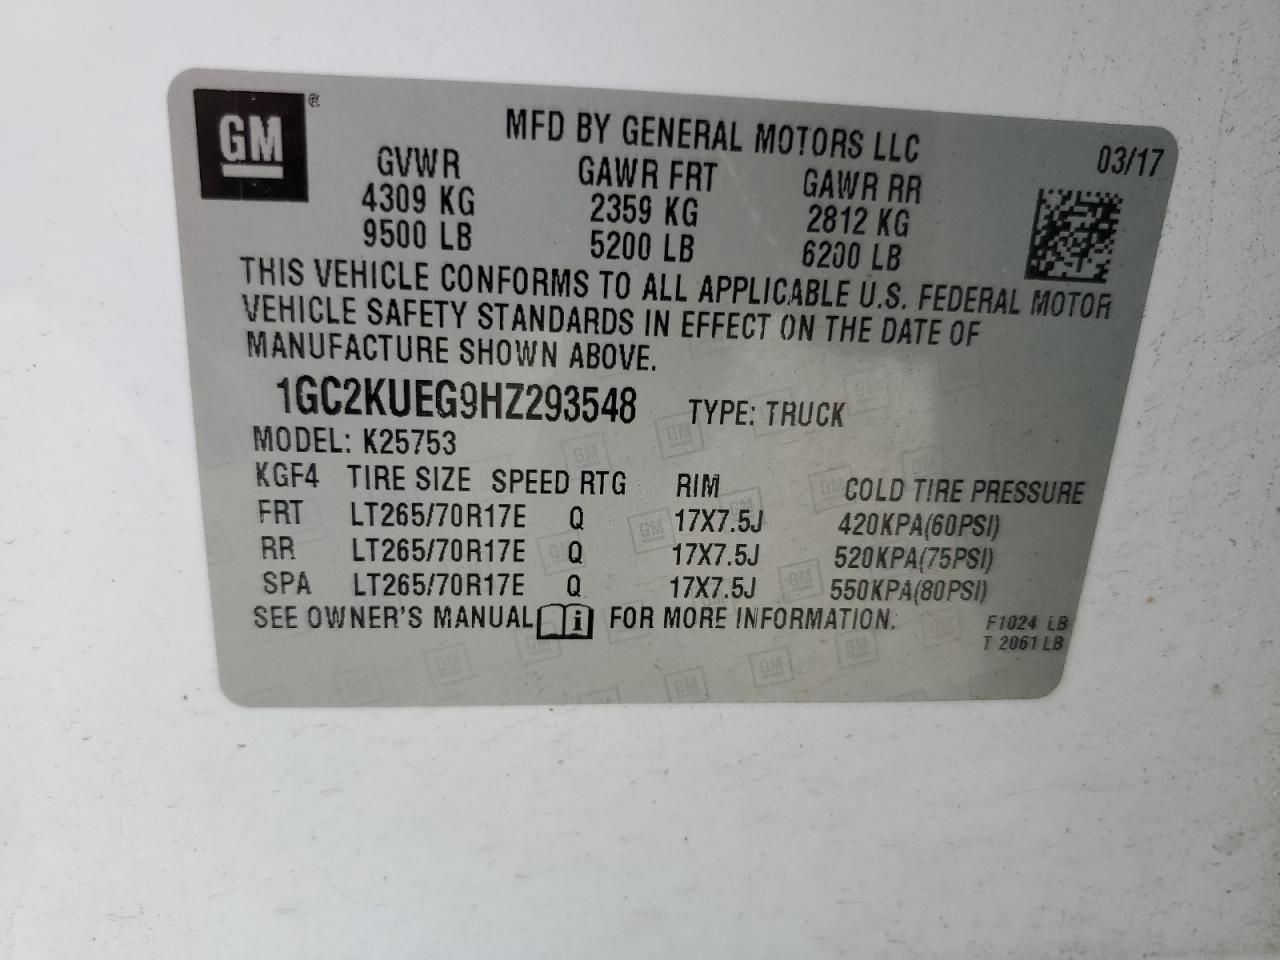 GM ®
MFD BY GENERAL MOTORS LLC 03/17
GVWR GAWR FRT GAWR RR
4309 KG 2359 KG 2812 KG
9500 LB 5200 LB 6200 LB
THIS VEHICLE CONFORMS TO ALL APPLICABLE U.S. FEDERAL MOTOR
VEHICLE SAFETY STANDARDS IN EFFECT ON THE DATE OF
MANUFACTURE SHOWN ABOVE.
1GC2KUEG9HZ293548 TYPE: TRUCK
MODEL: K25753
KGF4 TIRE SIZE SPEED RTG RIM COLD TIRE PRESSURE
FRT LT265/70R17E Q 17X7.5J 420KPA(60PSI)
RR LT265/70R17E Q 17X7.5J 520KPA(75PSI)
SPA LT265/70R17E Q 17X7.5J 550KPA(80PSI)
SEE OWNER'S MANUAL i FOR MORE INFORMATION.
F1024 LB
T 2061 LB